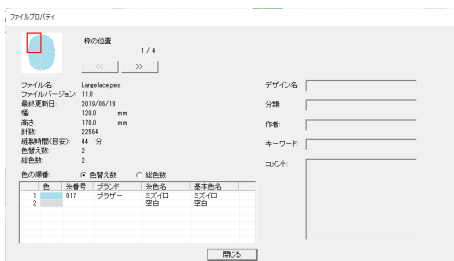 ファイルプロパティ
枠の位置
1 / 4
<<
>>
ファイル名: Largelace.pes
ファイルバージョン: 11.0
最終更新日: 2019/06/19
幅 120.0 mm
高さ 170.0 mm
針数: 22564
縫製時間(目安): 44 分
色替え数: 2
総色数: 2
色の順番: 色替え数 総色数
色 糸番号 ブランド 糸色名 基本色名
1 017 ブラザー ミズイロ ミズイロ
2 空白 空白
デザイン名:
分類:
作者:
キーワード:
コメント:
閉じる